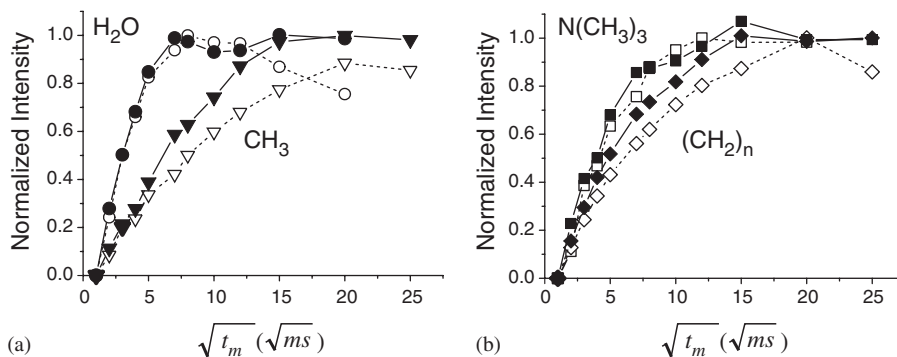 H₂O
CH₃
Normalized Intensity
1.0
0.8
0.6
0.4
0.2
0.0
0 5 10 15 20 25
(a)
√t_m (√ms)
N(CH₃)₃
(CH₂)n
Normalized Intensity
1.0
0.8
0.6
0.4
0.2
0.0
0 5 10 15 20 25
(b)
√t_m (√ms)